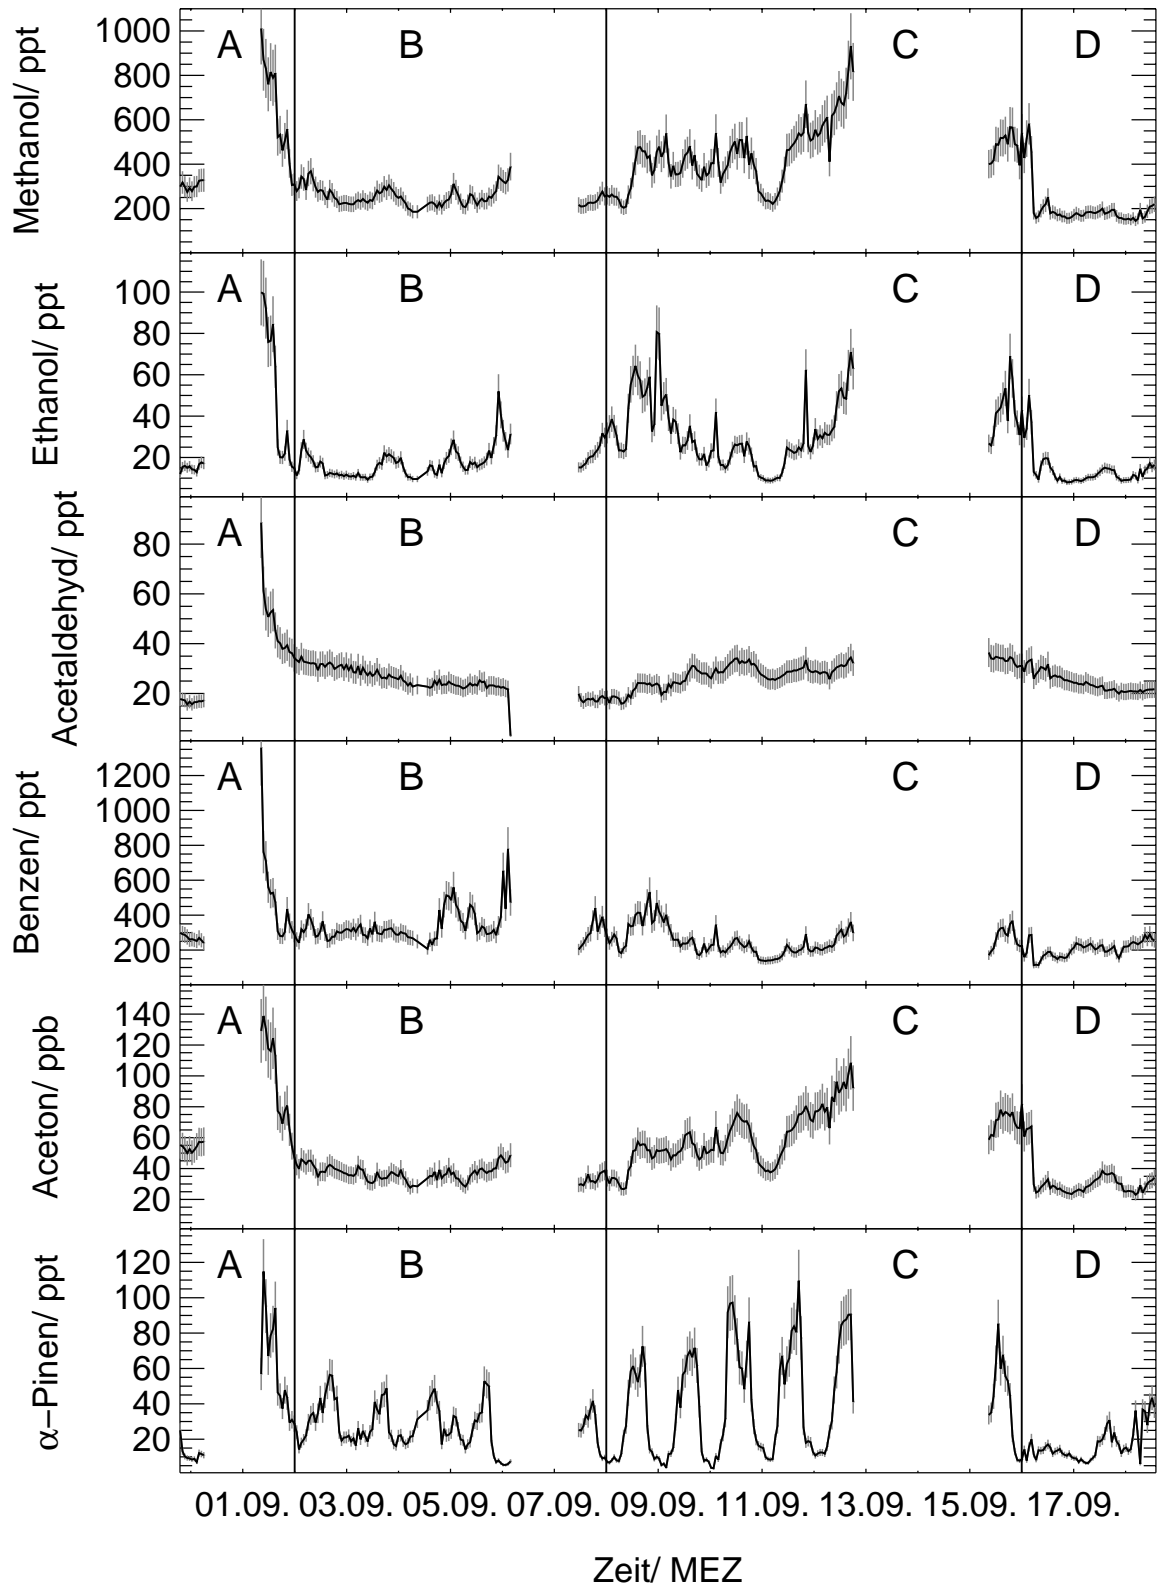 Methanol/ ppt
1000
800
600
400
200
A B C D
Ethanol/ ppt
100
80
60
40
20
A B C D
Acetaldehyd/ ppt
80
60
40
20
A B C D
Benzen/ ppt
1200
1000
800
600
400
200
A B C D
Aceton/ ppb
140
120
100
80
60
40
20
A B C D
α–Pinen/ ppt
120
100
80
60
40
20
A B C D
01.09. 03.09. 05.09. 07.09. 09.09. 11.09. 13.09. 15.09. 17.09.
Zeit/ MEZ